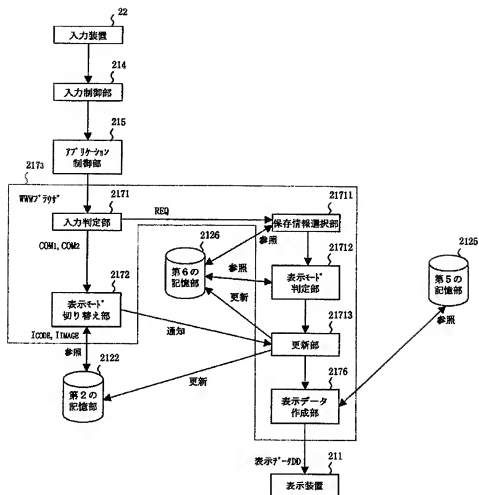 22
入力装置
214
入力制御部
215
アプリケーション
制御部
2173
WWWブラウザ
2171
入力判定部
REQ
21711
保存情報選択部
COM1, COM2
2126
第6の
記憶部
参照
参照
21712
表示モード
判定部
2125
第5の
記憶部
参照
2172
表示モード
切り替え部
更新
通知
21713
更新部
ICODE, IIMAGE
参照
2122
第2の
記憶部
更新
2176
表示データ
作成部
表示データDD
211
表示装置